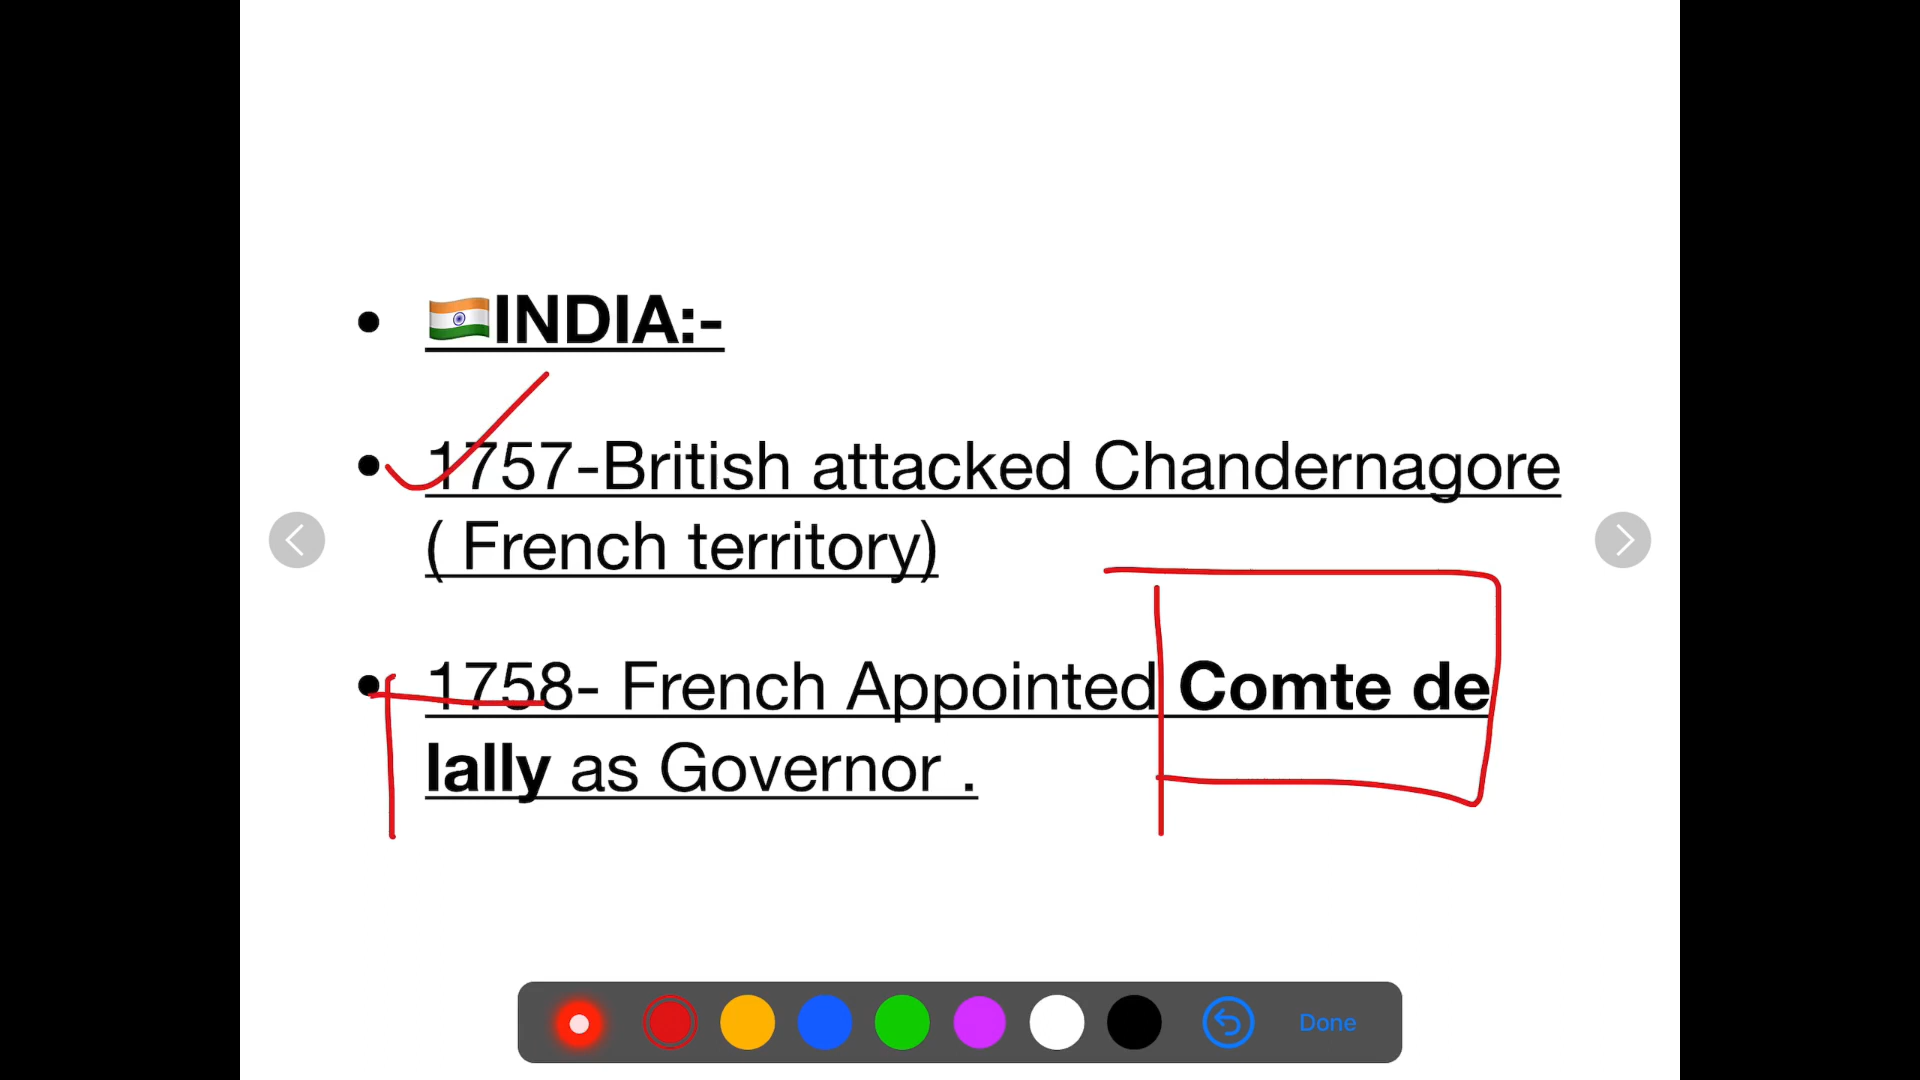 • 🇮🇳INDIA:-
• 1757-British attacked Chandernagore
( French territory)
• 1758- French Appointed Comte de
lally as Governor .
Done